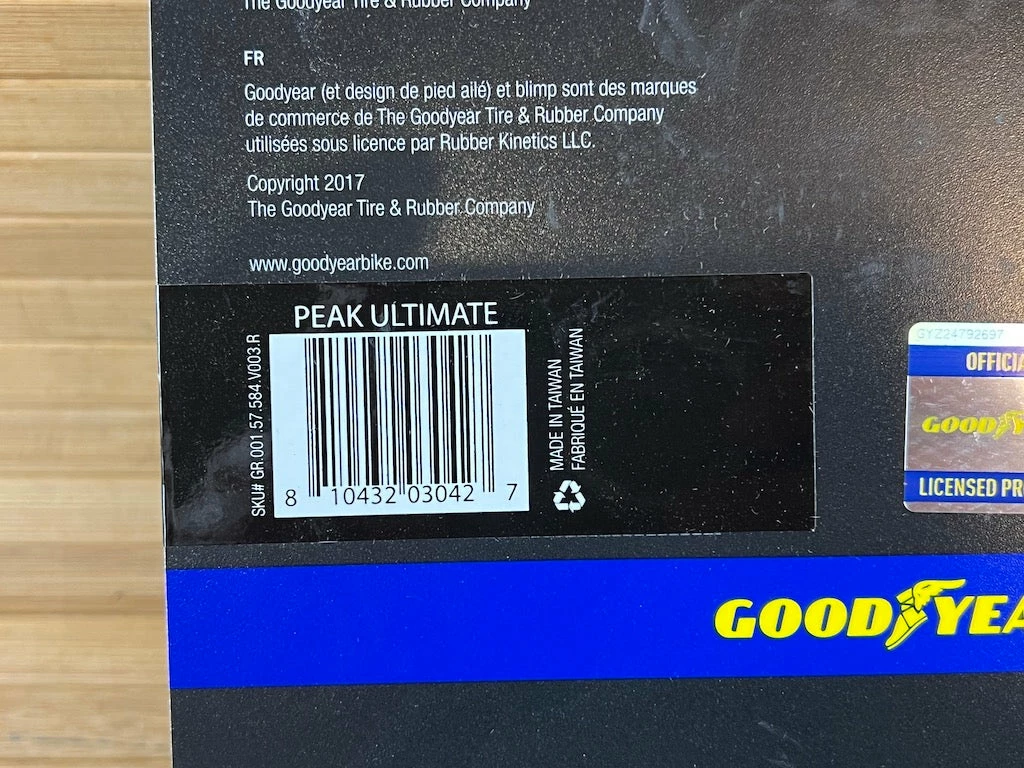 The Goodyear Tire & Rubber Company
FR
Goodyear (et design de pied ailé) et blimp sont des marques
de commerce de The Goodyear Tire & Rubber Company
utilisées sous licence par Rubber Kinetics LLC.
Copyright 2017
The Goodyear Tire & Rubber Company
www.goodyearbike.com
PEAK ULTIMATE
SKU# GR.001.57.584.V003.R
8 10432 03042 7
MADE IN TAIWAN
FABRIQUÉ EN TAIWAN
GYZ24792697
OFFICIA
GOODY
LICENSED PR
GOODYEA